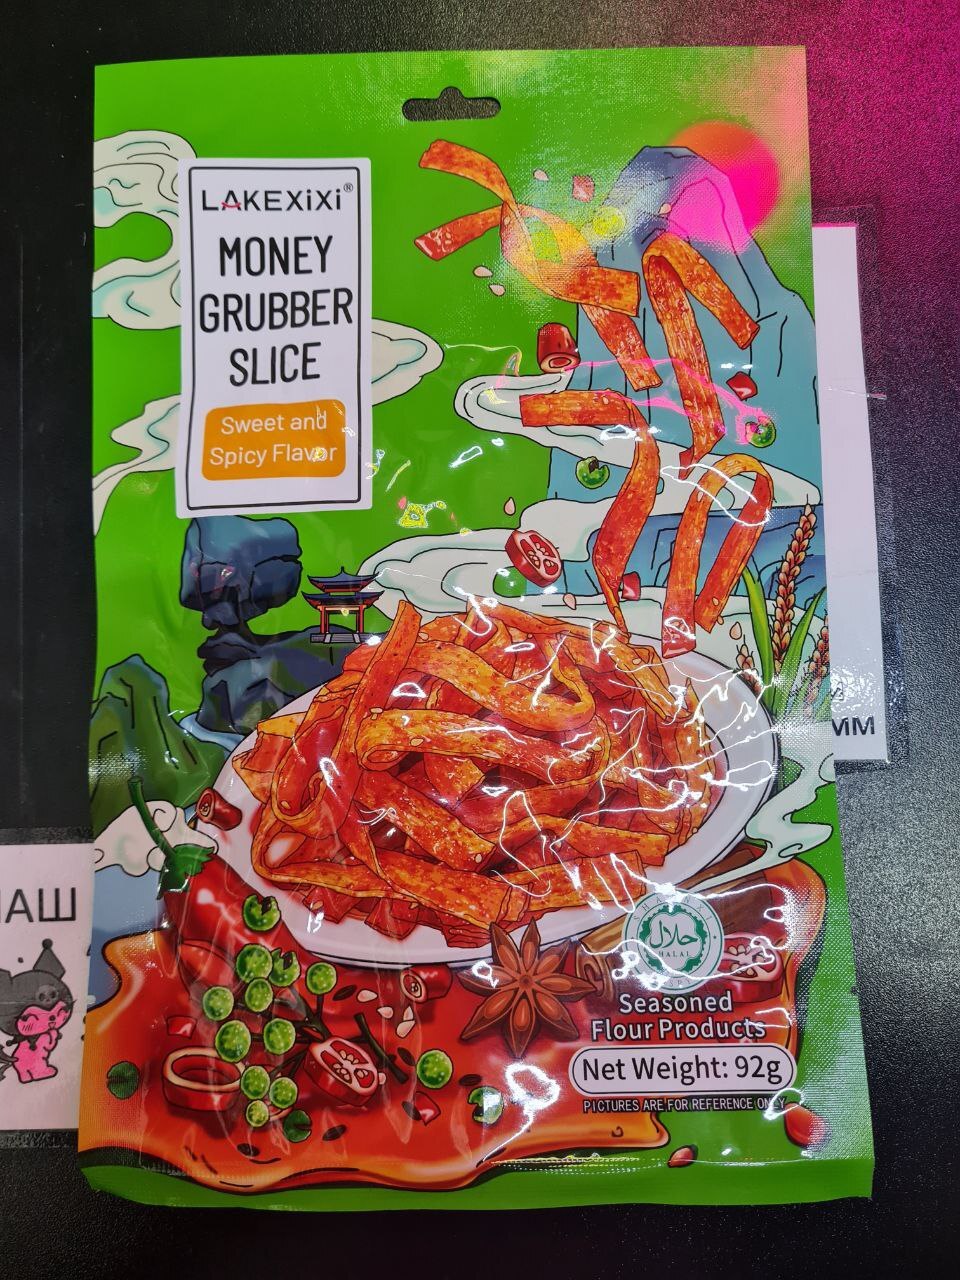 LAKEXiXi®
MONEY
GRUBBER
SLICE
Sweet and
Spicy Flavor
ММ
АШ
حلال
HALAL
Seasoned
Flour Products
Net Weight: 92g
PICTURES ARE FOR REFERENCE ONLY